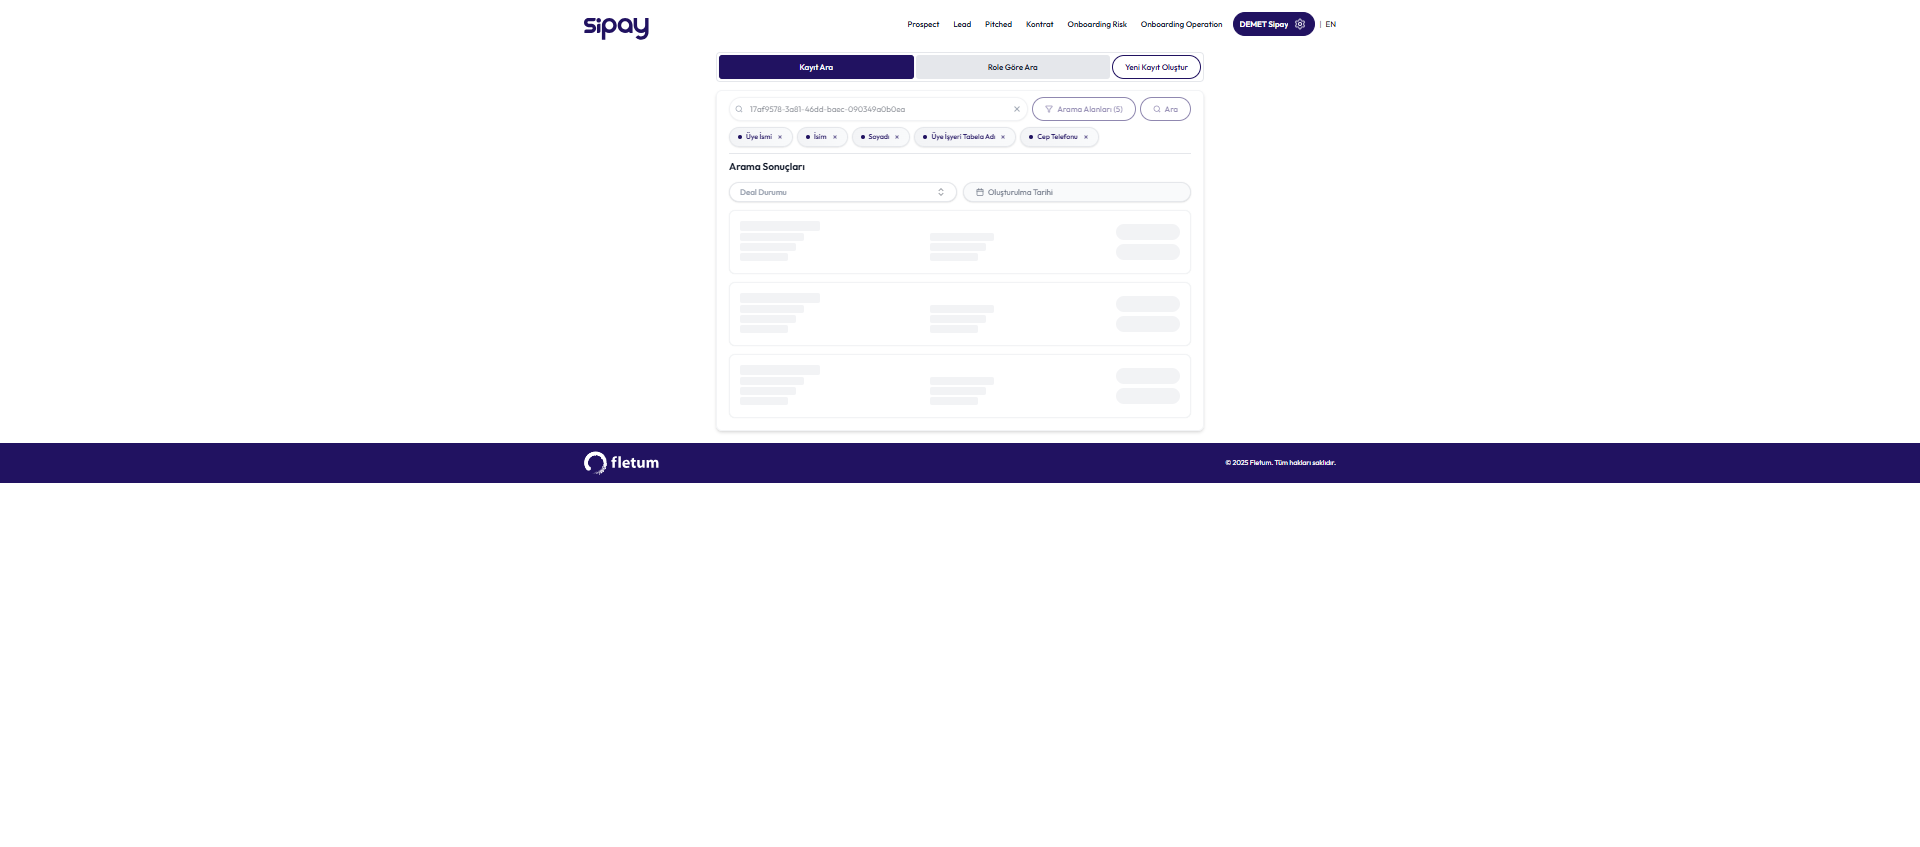 sipay
Prospect Lead Pitched Kontrat Onboarding Risk Onboarding Operation DEMET Sipay | EN
Kayıt Ara Role Göre Ara Yeni Kayıt Oluştur
17af9578-3a81-46dd-baec-090349a0b0ea Arama Alanları (5) Ara
Üye İsmi × İsim × Soyadı × Üye İşyeri Tabela Adı × Cep Telefonu ×
Arama Sonuçları
Deal Durumu Oluşturulma Tarihi
fletum © 2025 Fletum. Tüm hakları saklıdır.